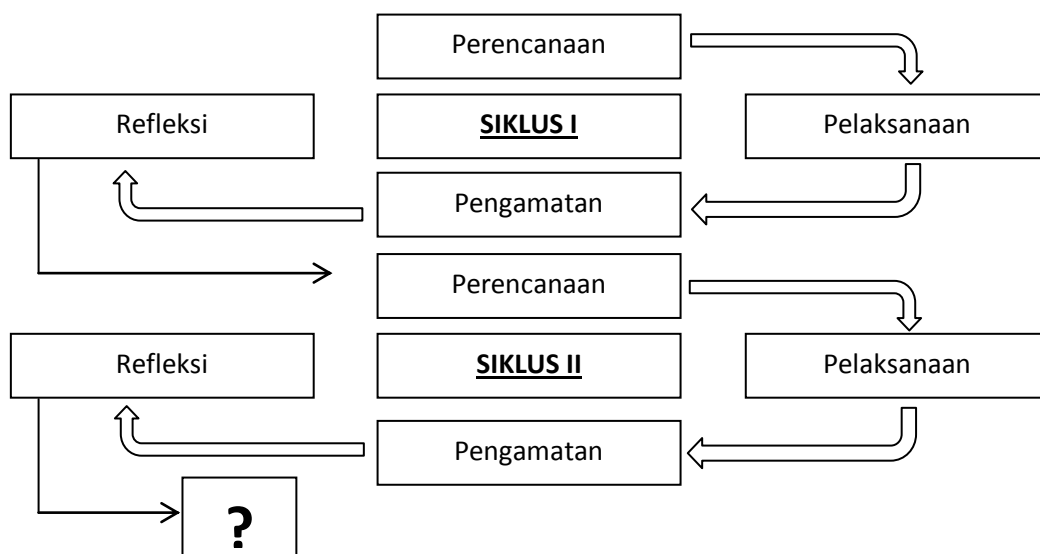 Perencanaan
Refleksi
SIKLUS I
Pelaksanaan
Pengamatan
Perencanaan
Refleksi
SIKLUS II
Pelaksanaan
Pengamatan
?